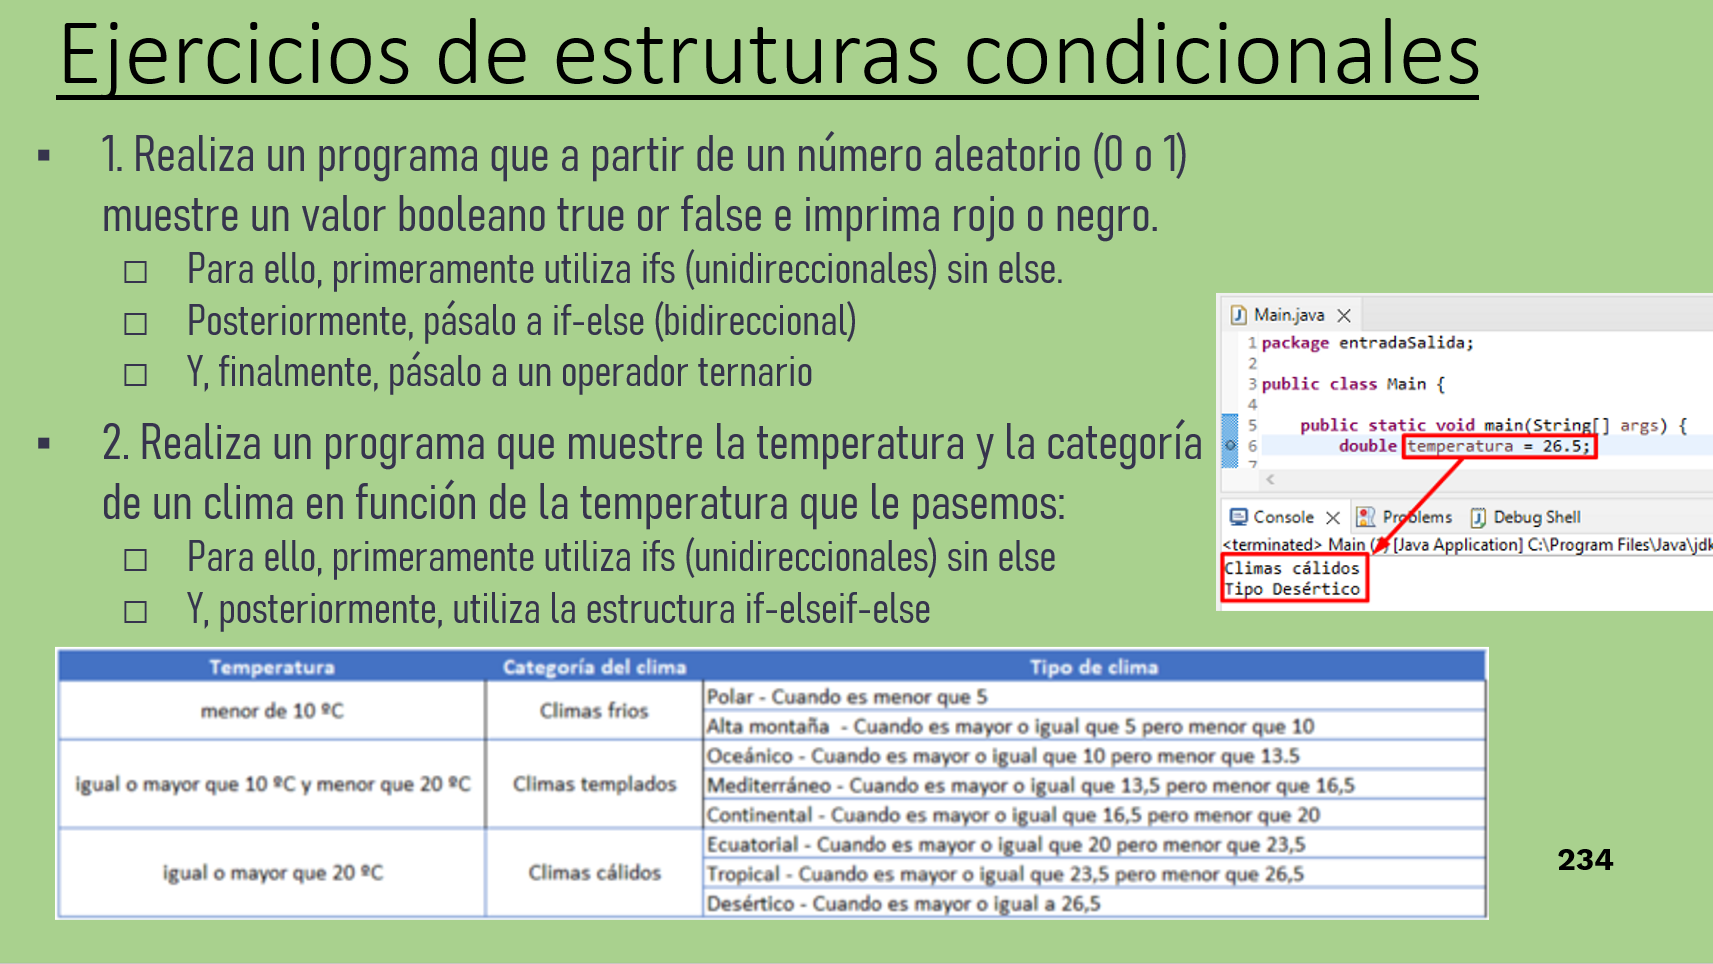 Ejercicios de estruturas condicionales
1. Realiza un programa que a partir de un número aleatorio (0 o 1)
muestre un valor booleano true or false e imprima rojo o negro.
Para ello, primeramente utiliza ifs (unidireccionales) sin else.
Posteriormente, pásalo a if-else (bidireccional)
Y, finalmente, pásalo a un operador ternario
2. Realiza un programa que muestre la temperatura y la categoría
de un clima en función de la temperatura que le pasemos:
Para ello, primeramente utiliza ifs (unidireccionales) sin else
Y, posteriormente, utiliza la estructura if-elseif-else
Main.java
1 package entradaSalida;
2
3 public class Main {
4
5 public static void main(String[] args) {
6 double temperatura = 26.5;
7
Console Problems Debug Shell
<terminated> Main [Java Application] C:\Program Files\Java\jdk
Climas cálidos
Tipo Desértico
Temperatura Categoría del clima Tipo de clima
menor de 10 ºC Climas frios
Polar - Cuando es menor que 5
Alta montaña - Cuando es mayor o igual que 5 pero menor que 10
igual o mayor que 10 ºC y menor que 20 ºC Climas templados
Oceánico - Cuando es mayor o igual que 10 pero menor que 13.5
Mediterráneo - Cuando es mayor o igual que 13,5 pero menor que 16,5
Continental - Cuando es mayor o igual que 16,5 pero menor que 20
igual o mayor que 20 ºC Climas cálidos
Ecuatorial - Cuando es mayor o igual que 20 pero menor que 23,5
Tropical - Cuando es mayor o igual que 23,5 pero menor que 26,5
Desértico - Cuando es mayor o igual a 26,5
234